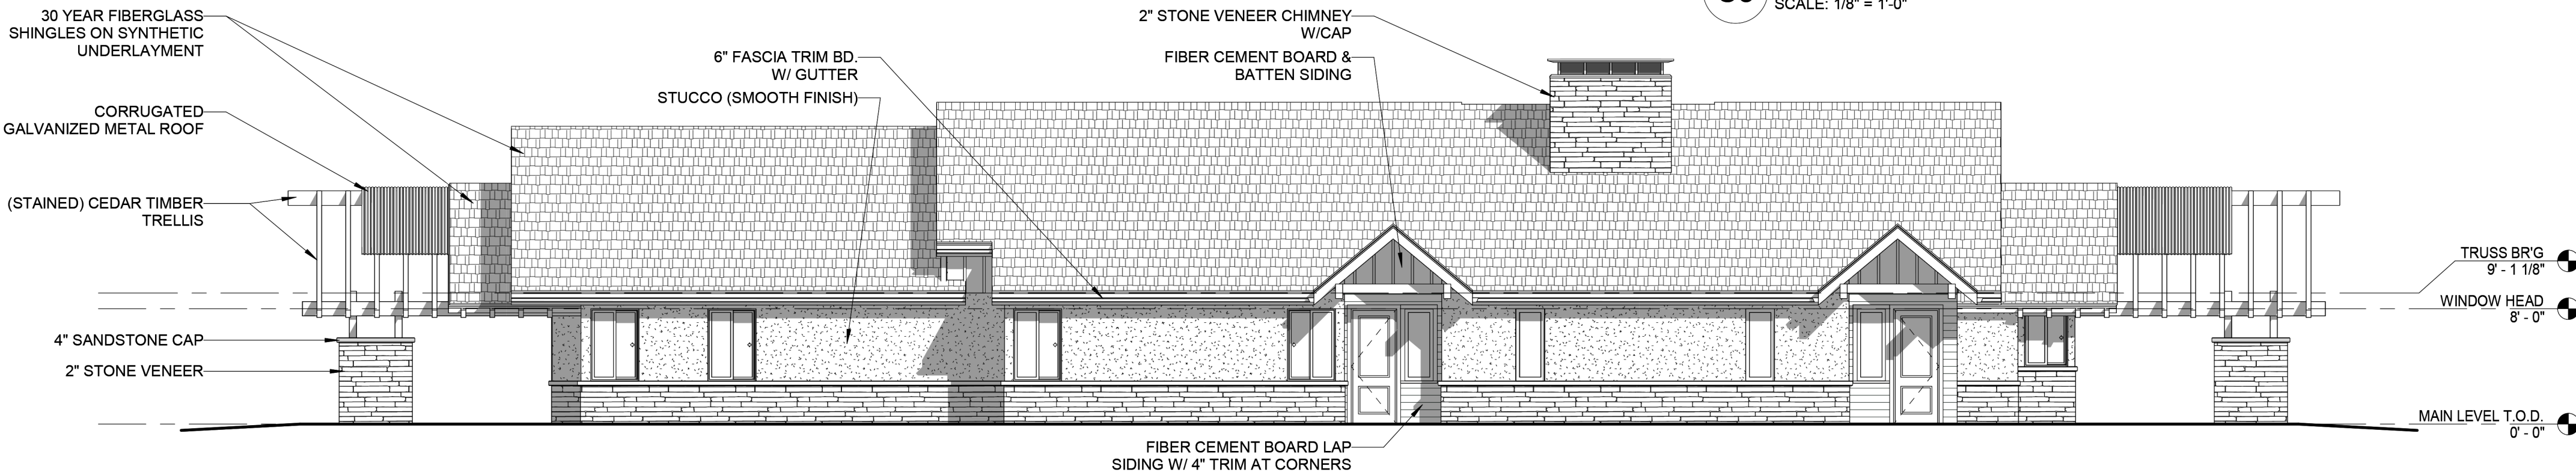 SCALE: 1/8" = 1'-0"
30 YEAR FIBERGLASS
SHINGLES ON SYNTHETIC
UNDERLAYMENT
2" STONE VENEER CHIMNEY
W/CAP
6" FASCIA TRIM BD.
W/ GUTTER
FIBER CEMENT BOARD &
BATTEN SIDING
STUCCO (SMOOTH FINISH)
CORRUGATED
GALVANIZED METAL ROOF
(STAINED) CEDAR TIMBER
TRELLIS
TRUSS BR'G
9' - 1 1/8"
WINDOW HEAD
8' - 0"
4" SANDSTONE CAP
2" STONE VENEER
MAIN LEVEL T.O.D.
0' - 0"
FIBER CEMENT BOARD LAP
SIDING W/ 4" TRIM AT CORNERS